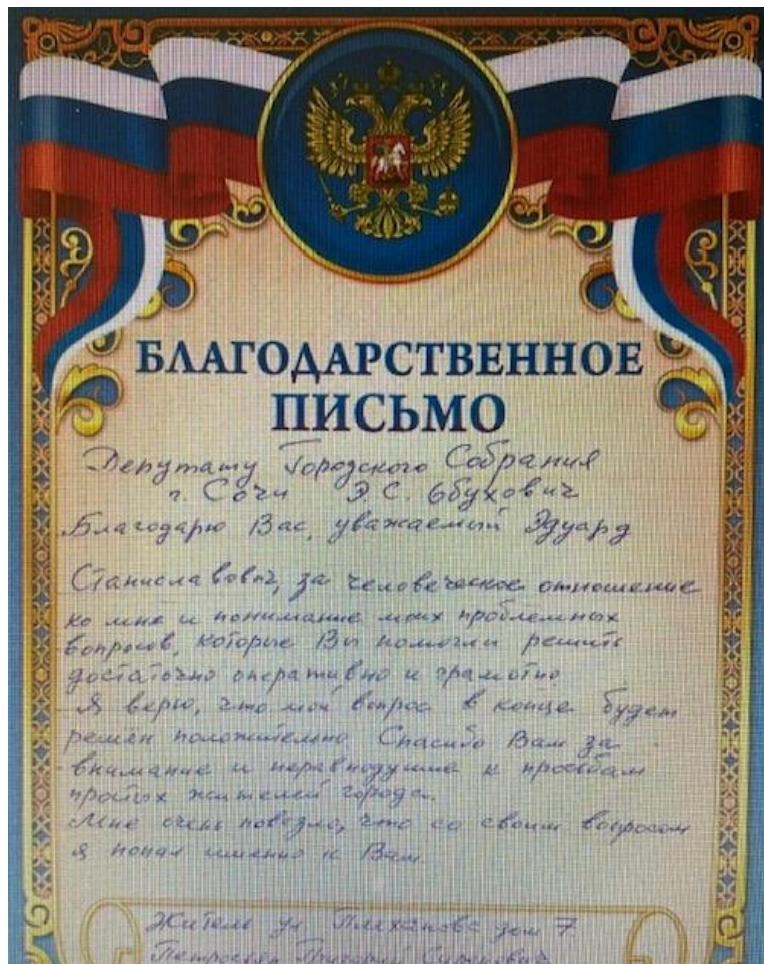 БЛАГОДАРСТВЕННОЕ
ПИСЬМО
Депутату Городского Собрания
г. Сочи Э.С. Обухович
Благодарю Вас, уважаемый Эдуард
Станиславович, за человеческое отношение
ко мне и понимание моих проблемных
вопросов, которые Вы помогли решить
достаточно оперативно и грамотно.
Я верю, что мой вопрос в конце будет
решен положительно. Спасибо Вам за
внимание и неравнодушие к просьбам
простых жителей города.
Мне очень повезло, что со своим вопросом
я попал именно к Вам.
Житель ул Плеханова дом 7
Петросян Григорий